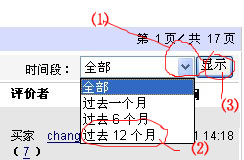 (1)
第 1 页／共 17 页
时间段： 全部 显示
(3)
全部
评价者
过去一个月
过去 6 个月
买家 chang 1 14:18
过去 12 个月
( 7 ) (2)